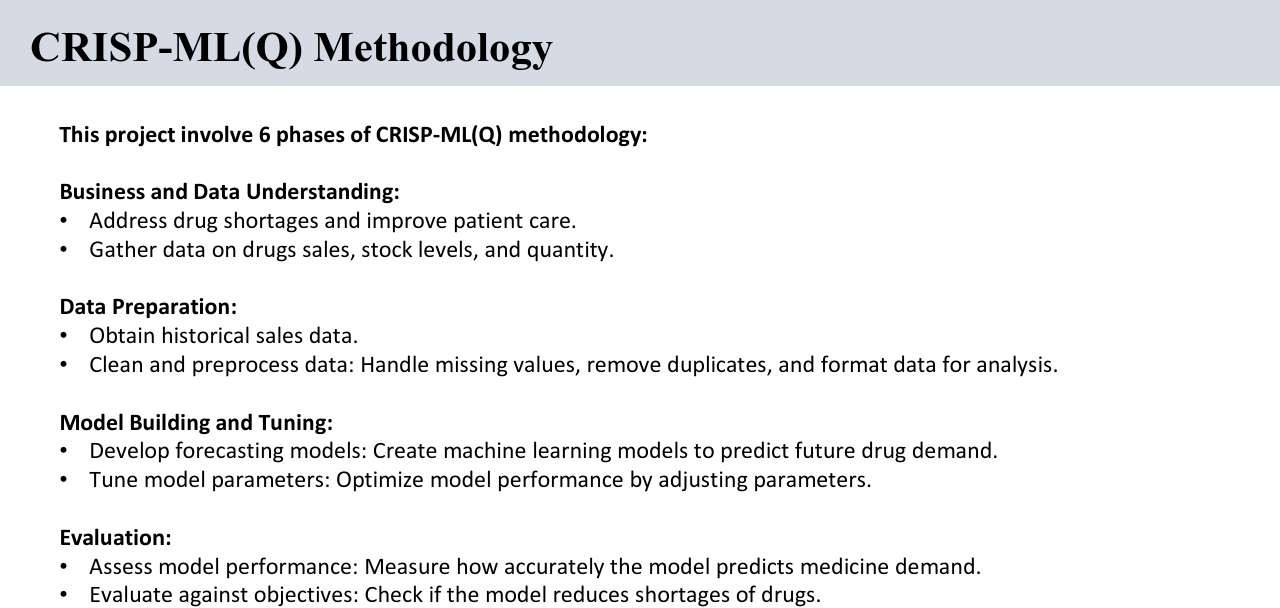 CRISP-ML(Q) Methodology
This project involve 6 phases of CRISP-ML(Q) methodology:
Business and Data Understanding:
• Address drug shortages and improve patient care.
• Gather data on drugs sales, stock levels, and quantity.
Data Preparation:
• Obtain historical sales data.
• Clean and preprocess data: Handle missing values, remove duplicates, and format data for analysis.
Model Building and Tuning:
• Develop forecasting models: Create machine learning models to predict future drug demand.
• Tune model parameters: Optimize model performance by adjusting parameters.
Evaluation:
• Assess model performance: Measure how accurately the model predicts medicine demand.
• Evaluate against objectives: Check if the model reduces shortages of drugs.